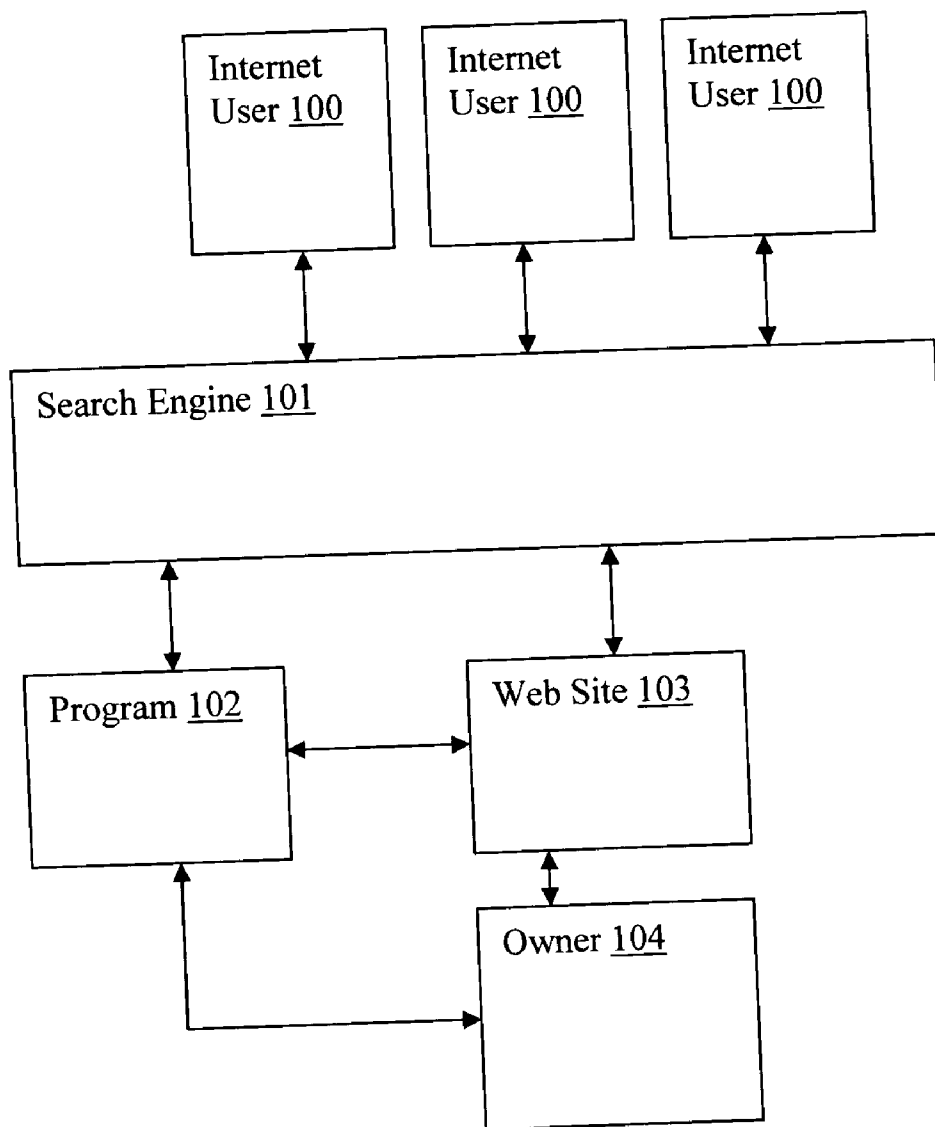 Internet
User 100
Internet
User 100
Internet
User 100
Search Engine 101
Program 102
Web Site 103
Owner 104